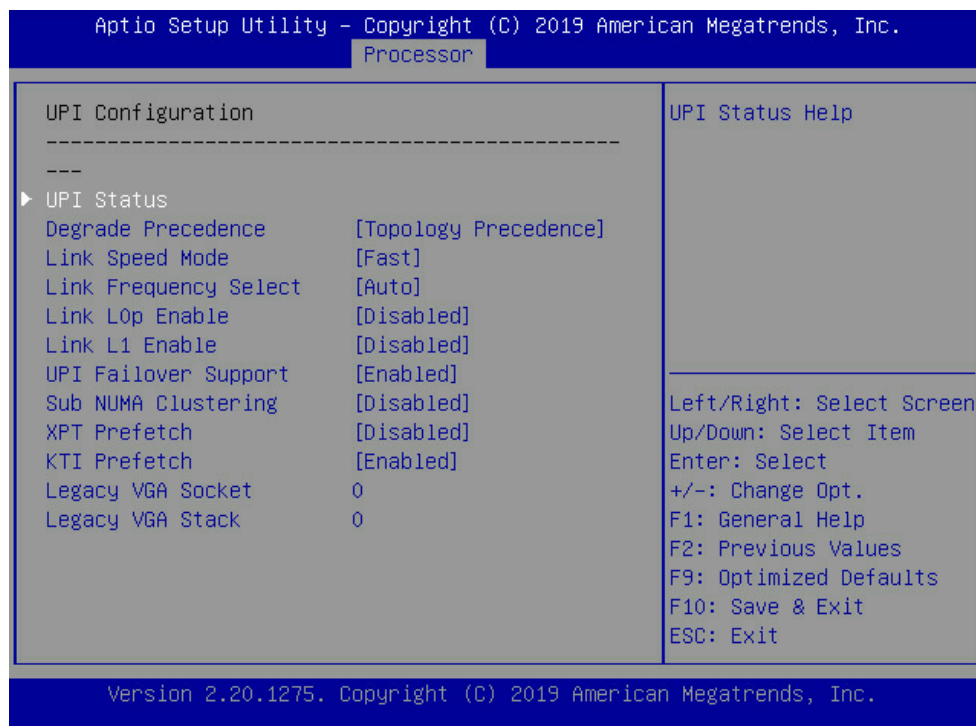 Aptio Setup Utility – Copyright (C) 2019 American Megatrends, Inc.
Processor
UPI Configuration
-----------------------------------------------
---
UPI Status
Degrade Precedence [Topology Precedence]
Link Speed Mode [Fast]
Link Frequency Select [Auto]
Link L0p Enable [Disabled]
Link L1 Enable [Disabled]
UPI Failover Support [Enabled]
Sub NUMA Clustering [Disabled]
XPT Prefetch [Disabled]
KTI Prefetch [Enabled]
Legacy VGA Socket 0
Legacy VGA Stack 0
UPI Status Help
Left/Right: Select Screen
Up/Down: Select Item
Enter: Select
+/-: Change Opt.
F1: General Help
F2: Previous Values
F9: Optimized Defaults
F10: Save & Exit
ESC: Exit
Version 2.20.1275. Copyright (C) 2019 American Megatrends, Inc.